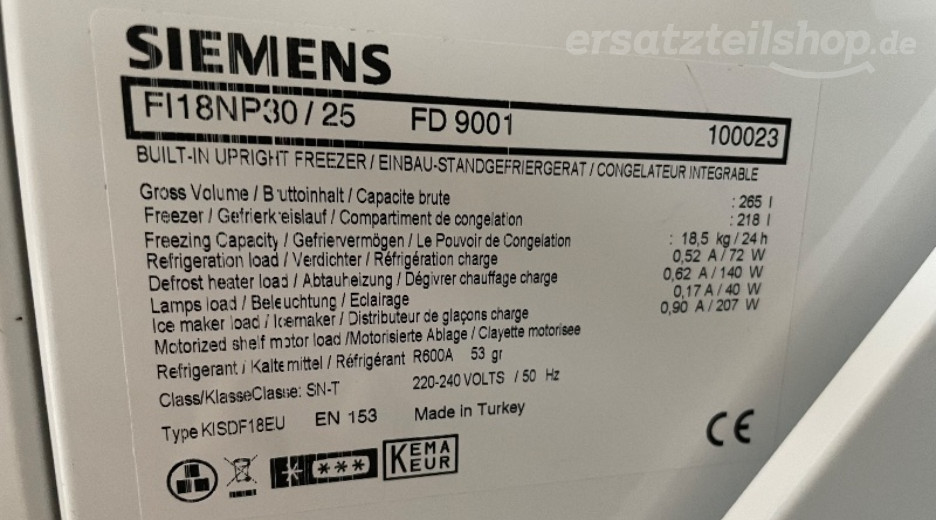 ersatzteilshop.de
SIEMENS
FI18NP30 / 25 FD 9001 100023
BUILT-IN UPRIGHT FREEZER / EINBAU-STANDGEFRIERGERAT / CONGELATEUR INTEGRABLE
Gross Volume / Bruttoinhalt / Capacite brute : 265 l
Freezer / Gefrierkreislauf / Compartiment de congelation : 218 l
Freezing Capacity / Gefriervermögen / Le Pouvoir de Congelation : 18,5 kg / 24 h
Refrigeration load / Verdichter / Réfrigération charge 0,52 A / 72 W
Defrost heater load / Abtauheizung / Dégivrer chauffage charge 0,62 A / 140 W
Lamps load / Beleuchtung / Eclairage 0,17 A / 40 W
Ice maker load / Icemaker / Distributeur de glaçons charge 0,90 A / 207 W
Motorized shelf motor load /Motorisierte Ablage / Clayette motorisee
Refrigerant / Kaltemittel / Réfrigérant R600A 53 gr
Class/KlasseClasse: SN-T 220-240 VOLTS / 50 Hz
Type KISDF18EU EN 153 Made in Turkey
CE
KEMA
KEUR